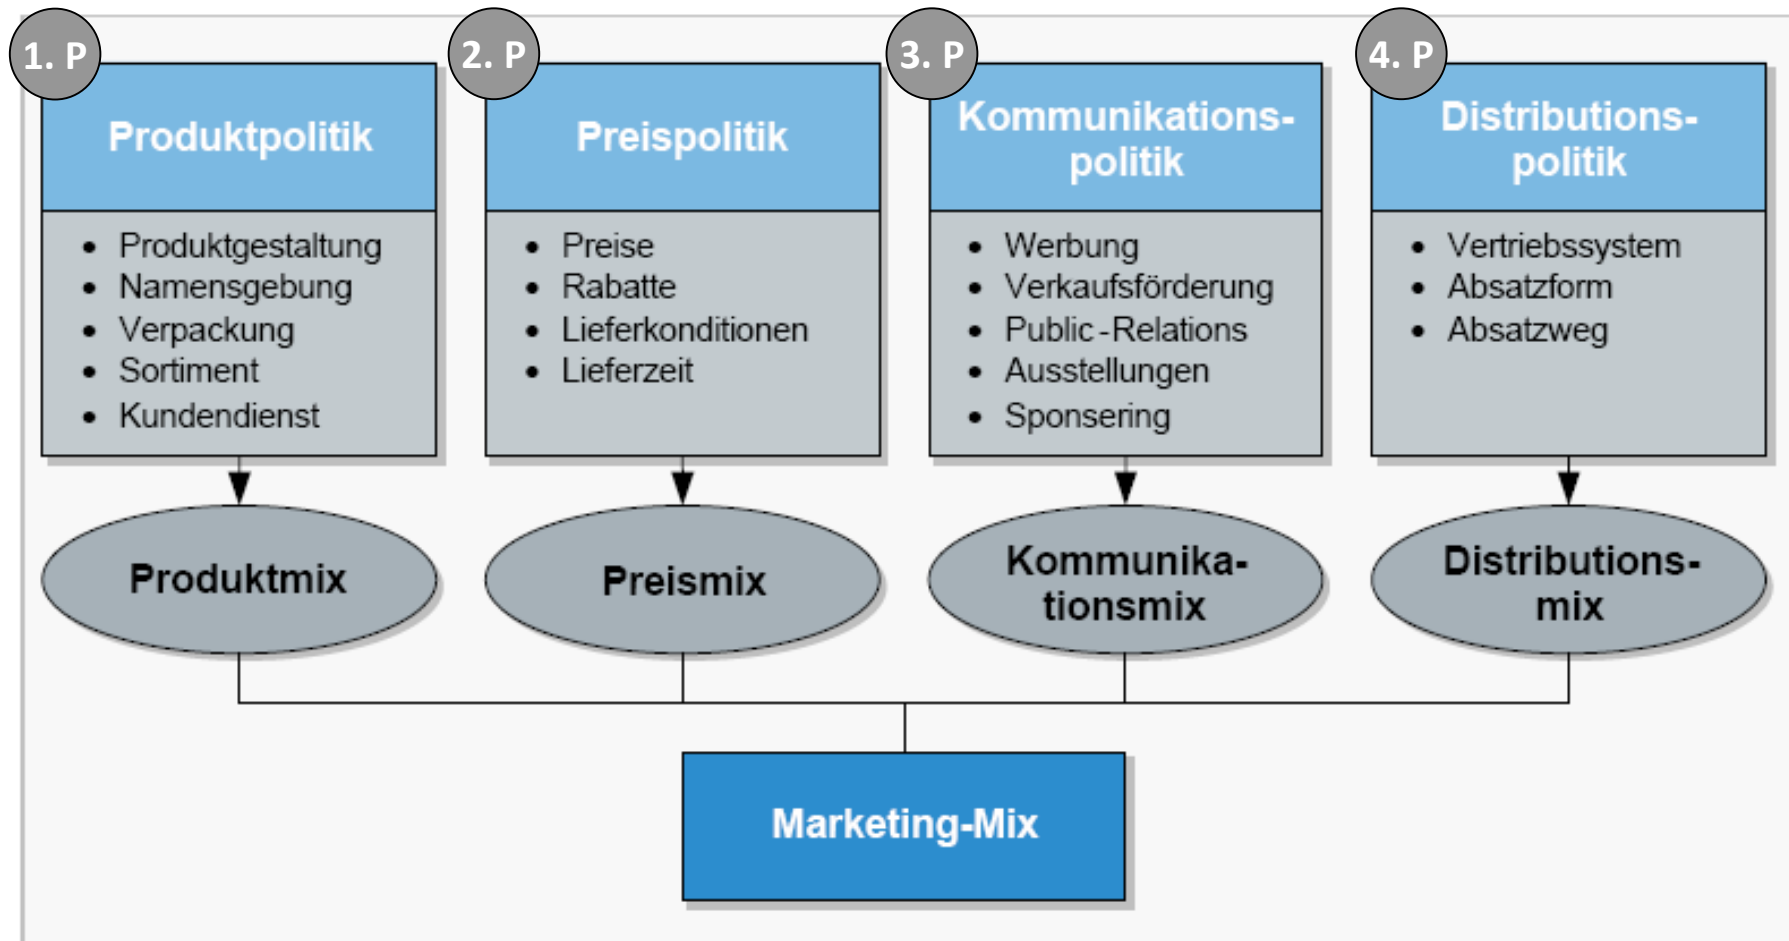 1. P
Produktpolitik
• Produktgestaltung
• Namensgebung
• Verpackung
• Sortiment
• Kundendienst
Produktmix
2. P
Preispolitik
• Preise
• Rabatte
• Lieferkonditionen
• Lieferzeit
Preismix
3. P
Kommunikations-
politik
• Werbung
• Verkaufsförderung
• Public-Relations
• Ausstellungen
• Sponsering
Kommunika-
tionsmix
4. P
Distributions-
politik
• Vertriebssystem
• Absatzform
• Absatzweg
Distributions-
mix
Marketing-Mix